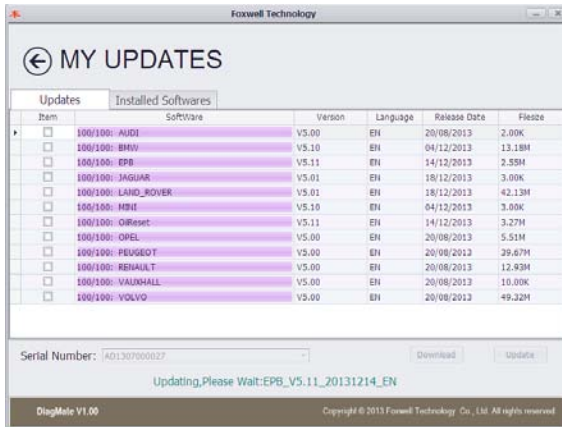 Foxwell Technology
MY UPDATES
Updates Installed Softwares
Item SoftWare Version Language Release Date Filesize
100/100: AUDI V5.00 EN 20/08/2013 2.00K
100/100: BMW V5.10 EN 04/12/2013 13.18M
100/100: EPB V5.11 EN 14/12/2013 2.55M
100/100: JAGUAR V5.01 EN 18/12/2013 3.00K
100/100: LAND_ROVER V5.01 EN 18/12/2013 42.13M
100/100: MINI V5.10 EN 04/12/2013 3.00K
100/100: OilReset V5.11 EN 14/12/2013 3.27M
100/100: OPEL V5.00 EN 20/08/2013 5.51M
100/100: PEUGEOT V5.00 EN 20/08/2013 39.67M
100/100: RENAULT V5.00 EN 20/08/2013 12.93M
100/100: VAUXHALL V5.00 EN 20/08/2013 10.00K
100/100: VOLVO V5.00 EN 20/08/2013 49.32M
Serial Number: AD1307000027 Download Update
Updating,Please Wait:EPB_V5.11_20131214_EN
DiagMate V1.00 Copyright © 2013 Foxwell Technology Co., Ltd. All rights reserved